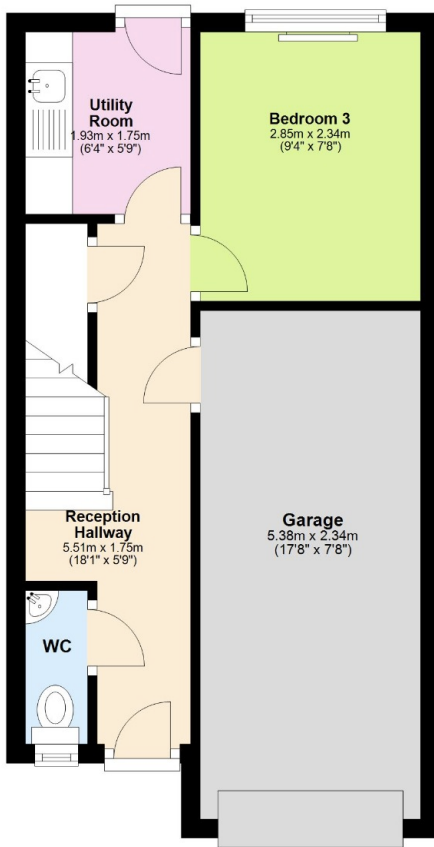 Utility
Room
1.93m x 1.75m
(6'4" x 5'9")
Bedroom 3
2.85m x 2.34m
(9'4" x 7'8")
Reception
Hallway
5.51m x 1.75m
(18'1" x 5'9")
Garage
5.38m x 2.34m
(17'8" x 7'8")
WC